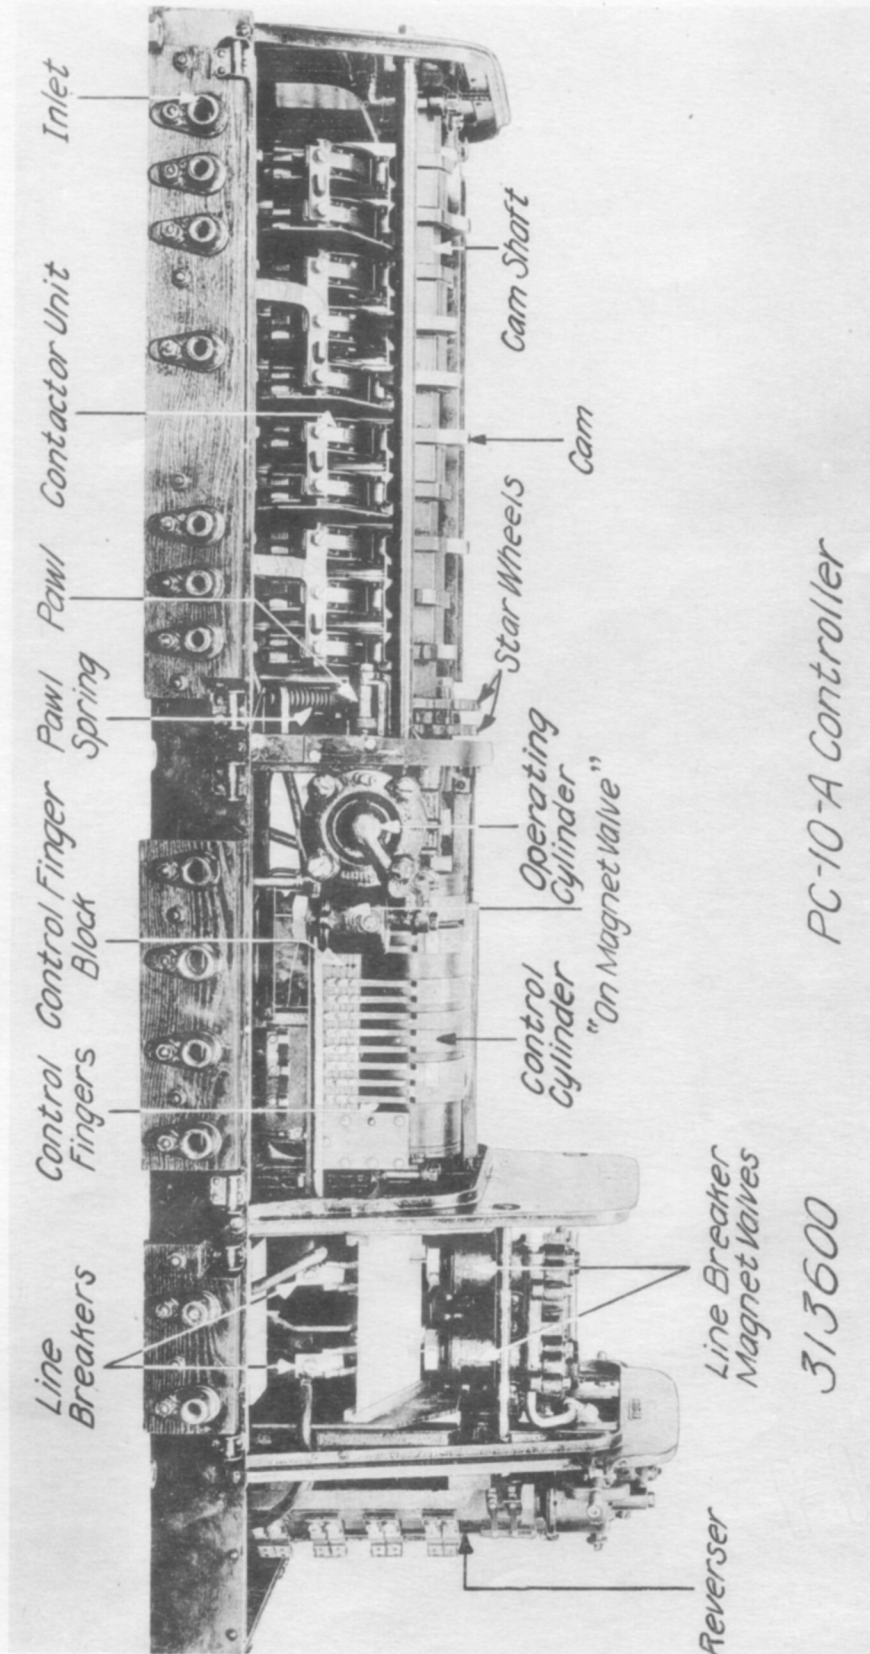 Line
Breakers
Control
Fingers
Control Finger
Block
Pawl
Spring
Pawl
Contactor Unit
Inlet
Reverser
Line Breaker
Magnet Valves
Control
Cylinder
"On Magnet Valve"
Operating
Cylinder
Star Wheels
Cam
Cam Shaft
313600
PC-10-A Controller